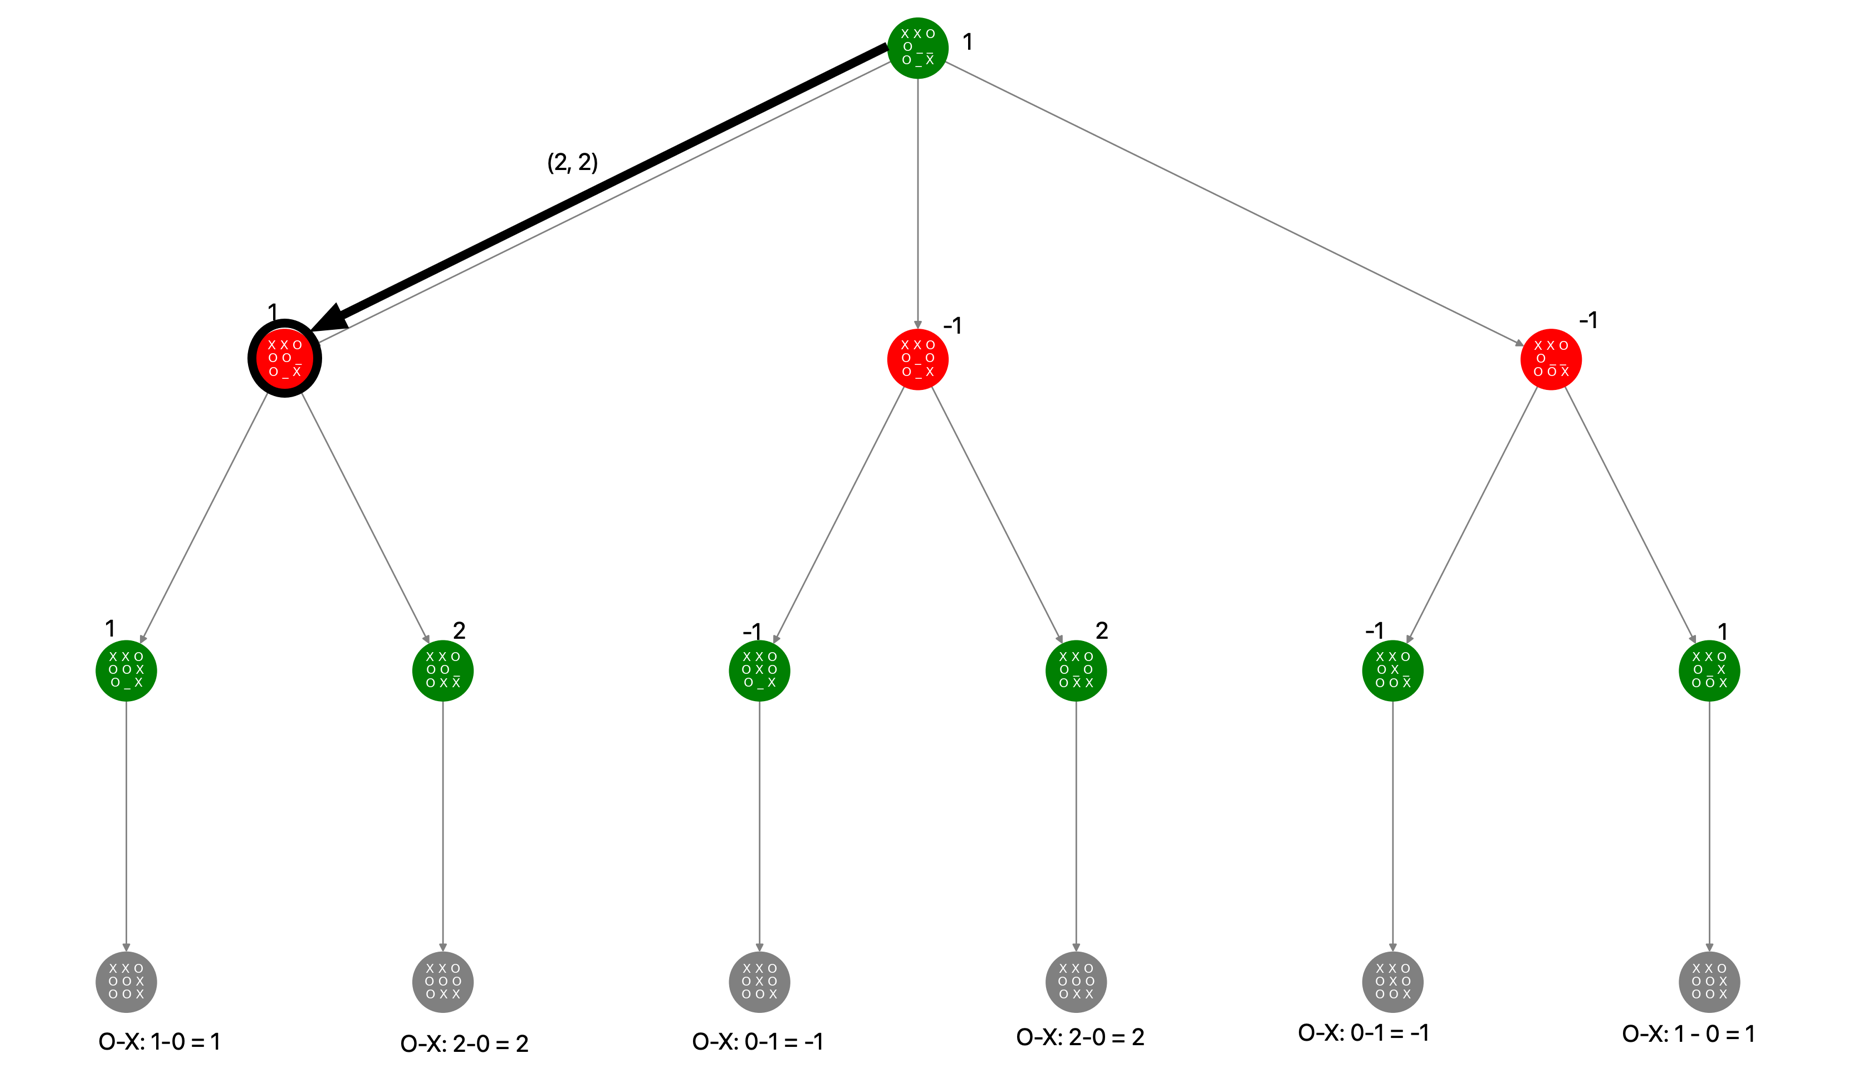 X X O
O _ _
O _ X
1
(2, 2)
1
X X O
O O _
O _ X
-1
X X O
O _ O
O _ X
-1
X X O
O _ _
O O X
1
X X O
O O X
O _ X
2
X X O
O O _
O X X
-1
X X O
O X O
O _ X
2
X X O
O _ O
O X X
-1
X X O
O X _
O O X
1
X X O
O _ X
O O X
X X O
O O X
O O X
X X O
O O O
O X X
X X O
O X O
O O X
X X O
O O O
O X X
X X O
O X O
O O X
X X O
O O X
O O X
O-X: 1-0 = 1
O-X: 2-0 = 2
O-X: 0-1 = -1
O-X: 2-0 = 2
O-X: 0-1 = -1
O-X: 1 - 0 = 1